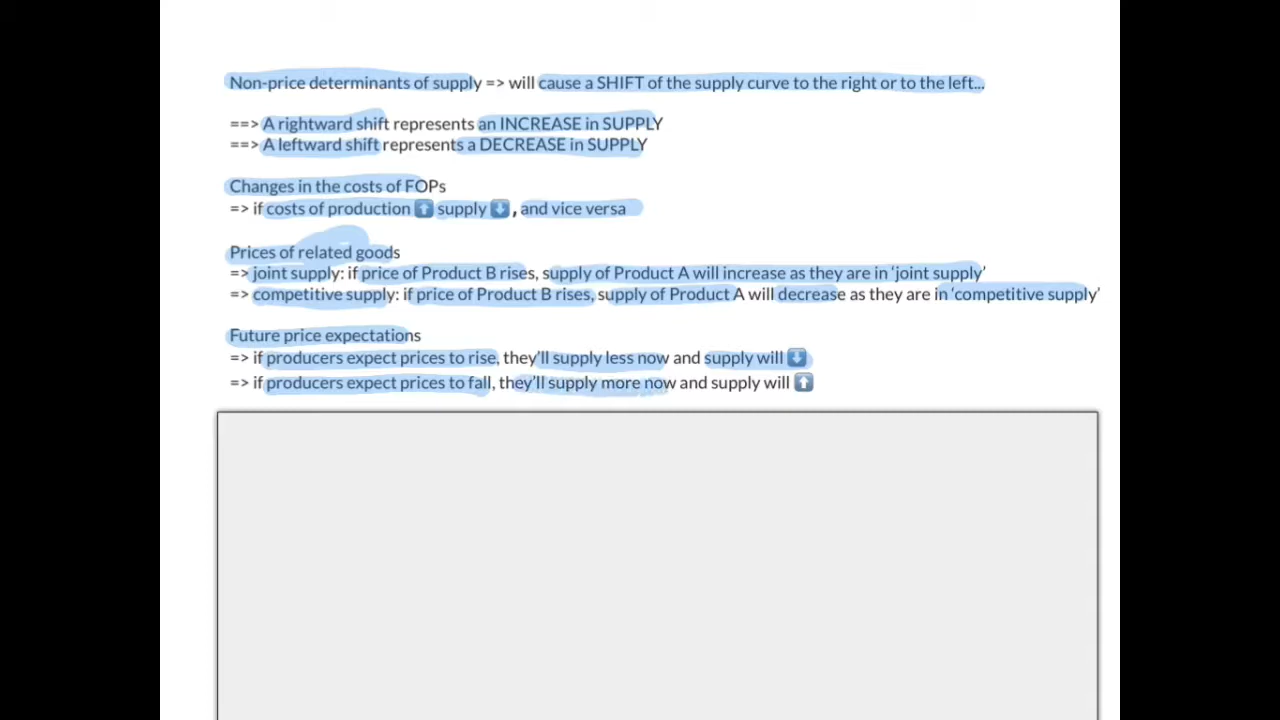 Non-price determinants of supply => will cause a SHIFT of the supply curve to the right or to the left...
==> A rightward shift represents an INCREASE in SUPPLY
==> A leftward shift represents a DECREASE in SUPPLY
Changes in the costs of FOPs
=> if costs of production ⬆️ supply ⬇️, and vice versa
Prices of related goods
=> joint supply: if price of Product B rises, supply of Product A will increase as they are in ‘joint supply’
=> competitive supply: if price of Product B rises, supply of Product A will decrease as they are in ‘competitive supply’
Future price expectations
=> if producers expect prices to rise, they’ll supply less now and supply will ⬇️
=> if producers expect prices to fall, they’ll supply more now and supply will ⬆️